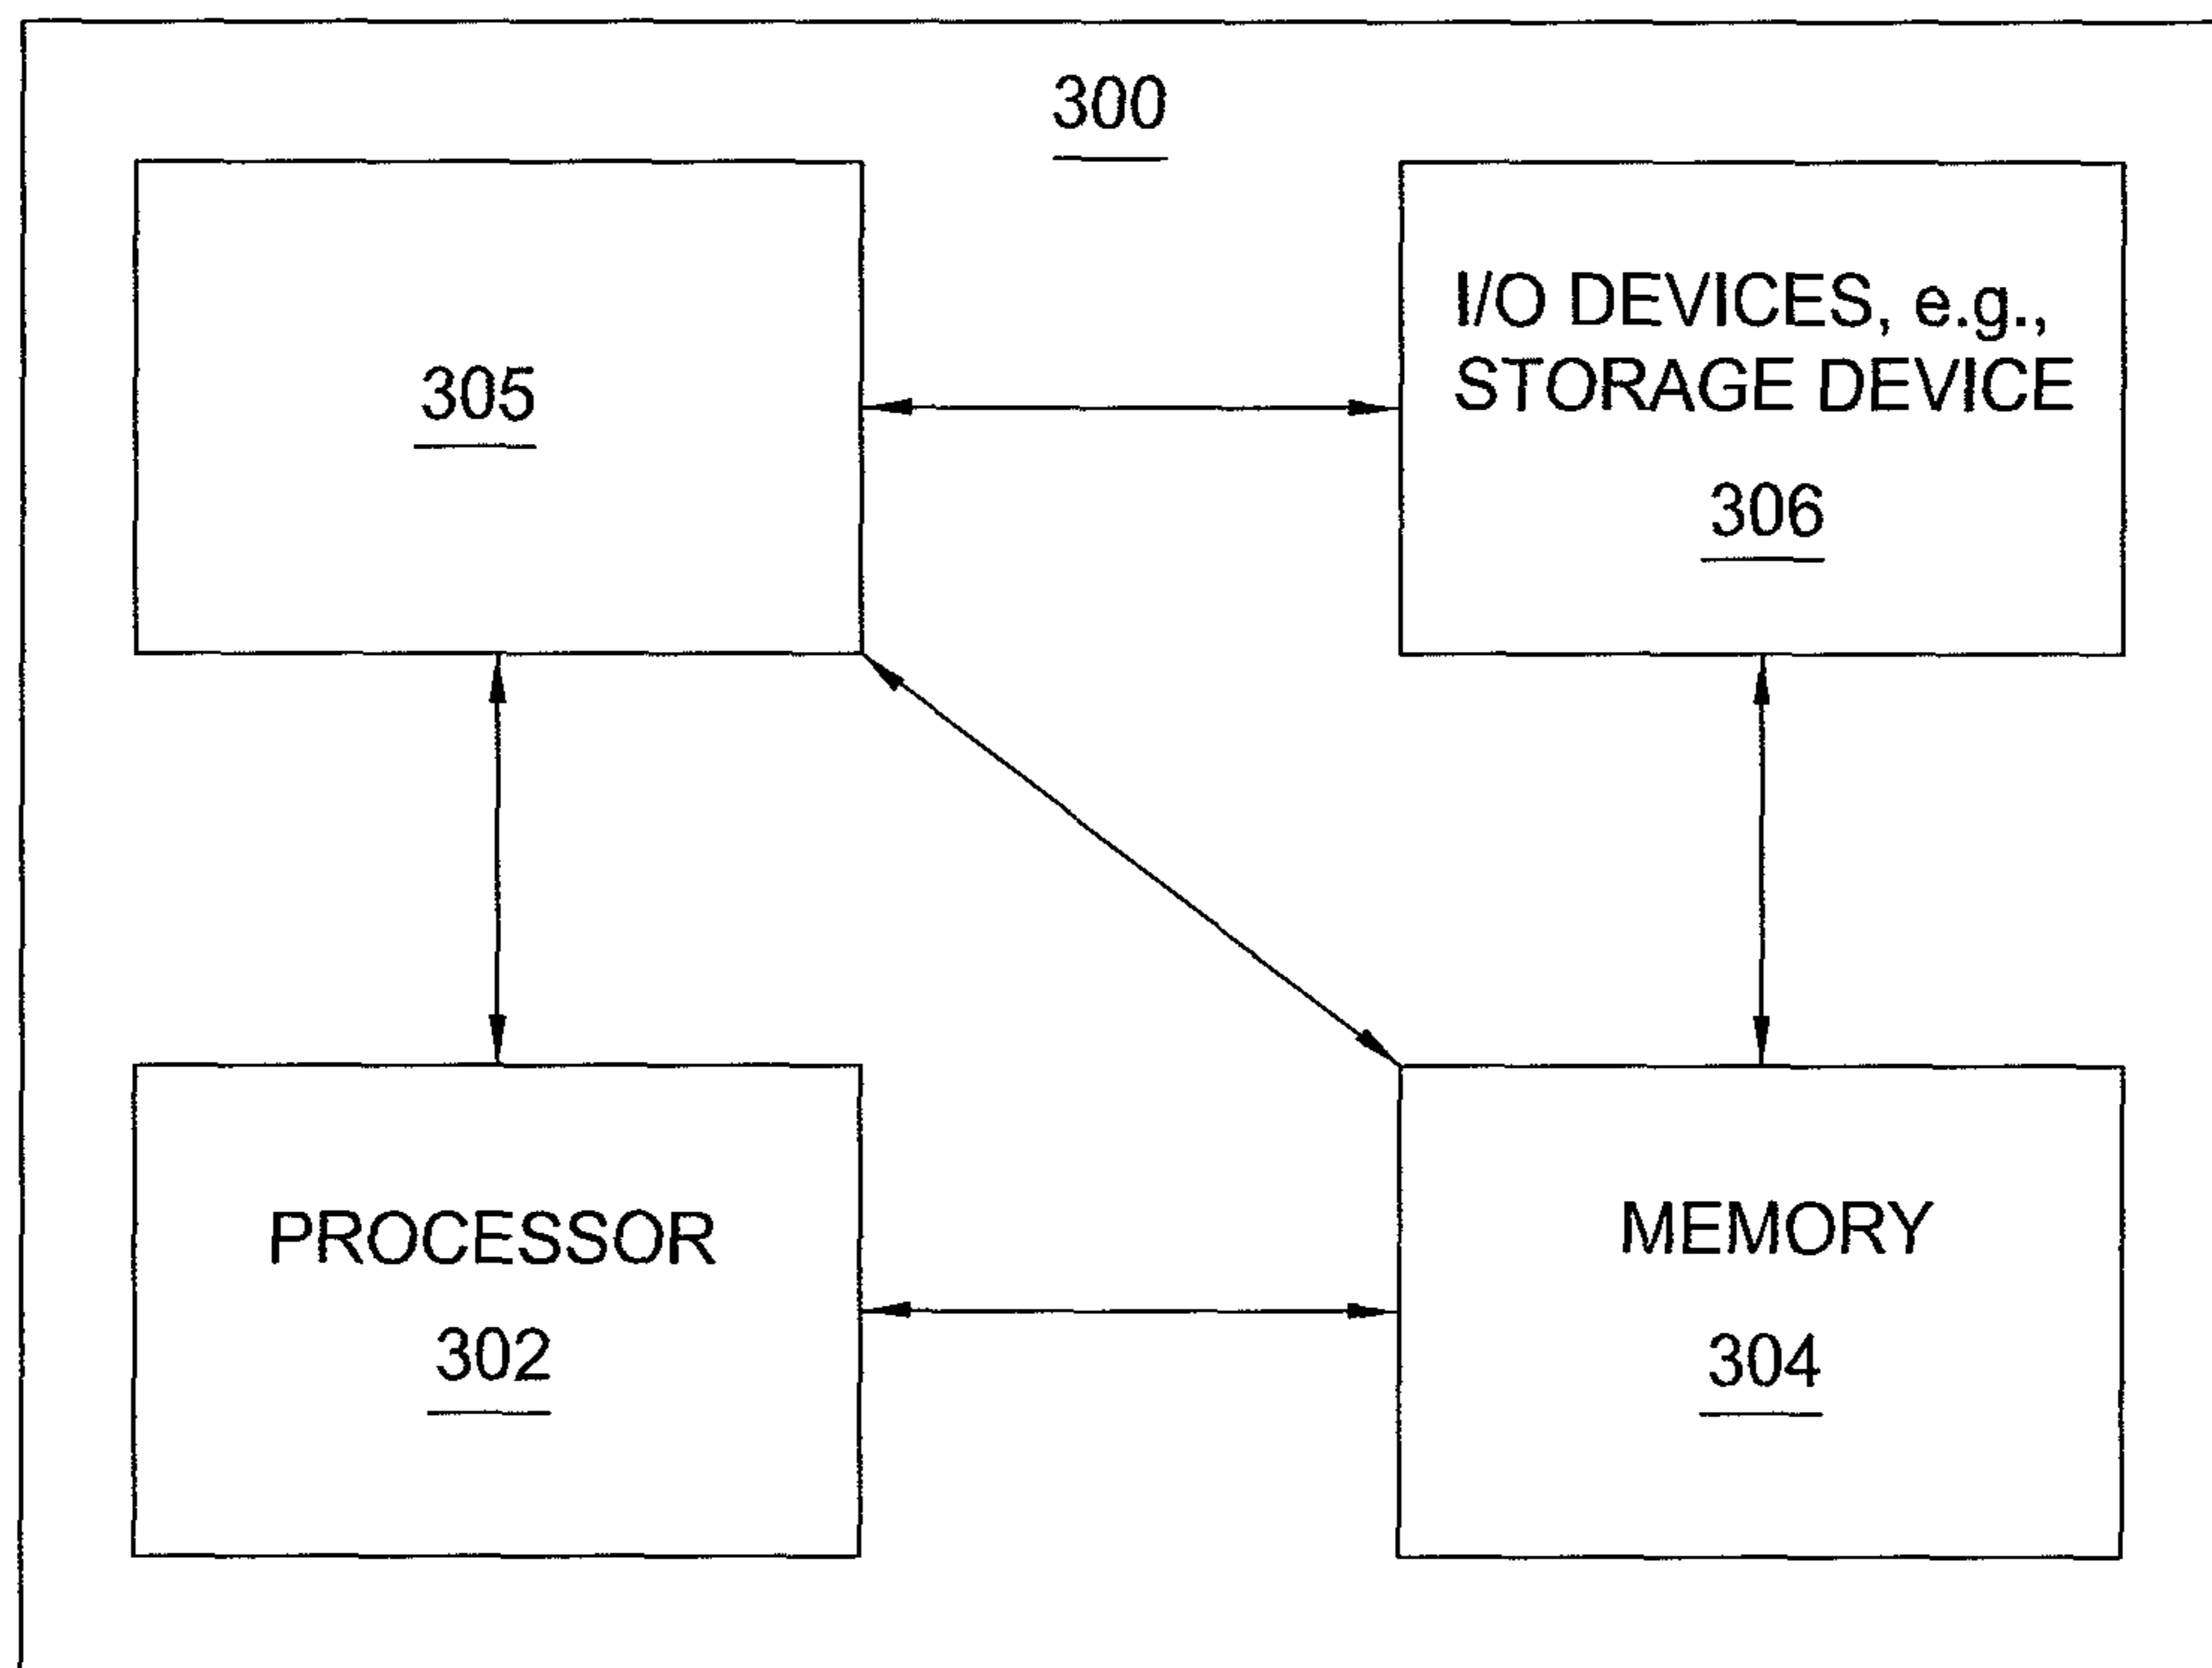 300
305
I/O DEVICES, e.g.,
STORAGE DEVICE
306
PROCESSOR
302
MEMORY
304